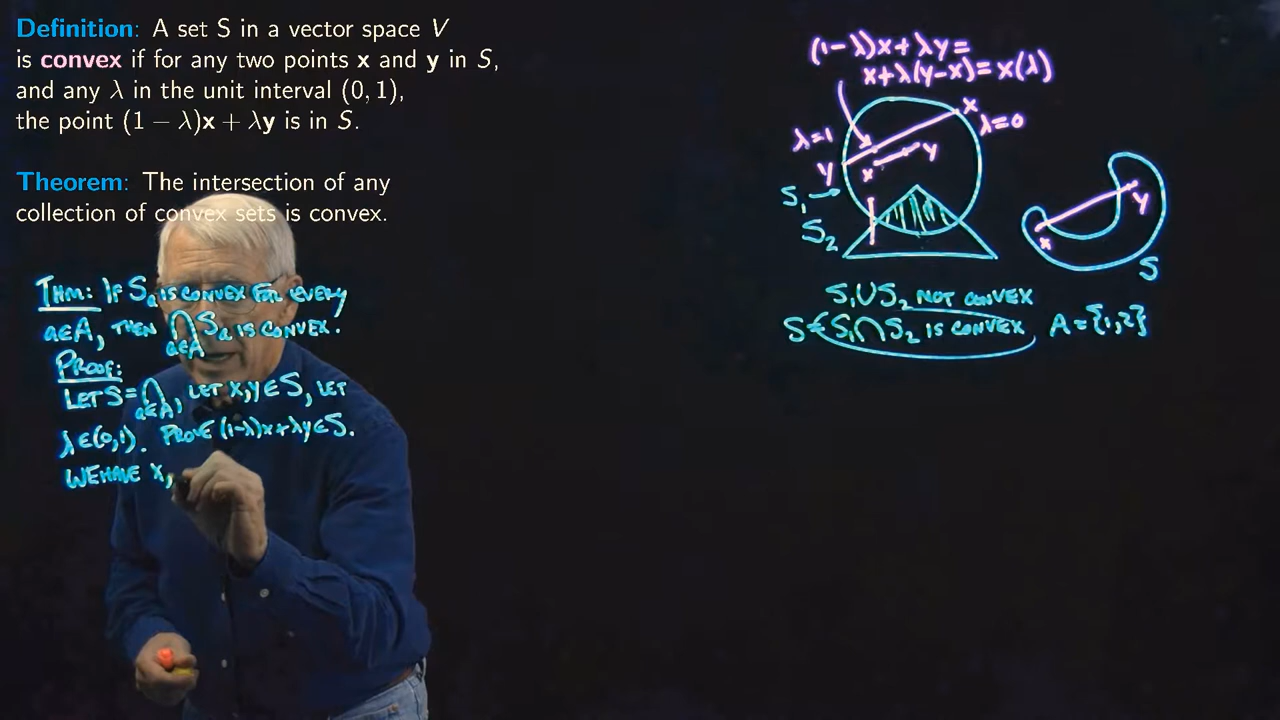 Definition: A set S in a vector space V
is convex if for any two points x and y in S,
and any λ in the unit interval (0, 1),
the point (1 − λ)x + λy is in S.
Theorem: The intersection of any
collection of convex sets is convex.
THM: IF Sₐ IS CONVEX FOR EVERY
a∈A, THEN ⋂ Sₐ IS CONVEX.
a∈A
PROOF:
LET S = ⋂, LET X,Y ∈ S, LET
a∈A
λ ∈ (0,1). PROVE (1-λ)x+λy ∈ S.
WE HAVE X,
(1-λ)x + λy =
x+λ(y-x) = x(λ)
x
λ=0
λ=1
y
y
x
S₁ →
S₂
y
x
S
S₁ ∪ S₂ NOT CONVEX
S = S₁ ∩ S₂ IS CONVEX
A = {1,2}